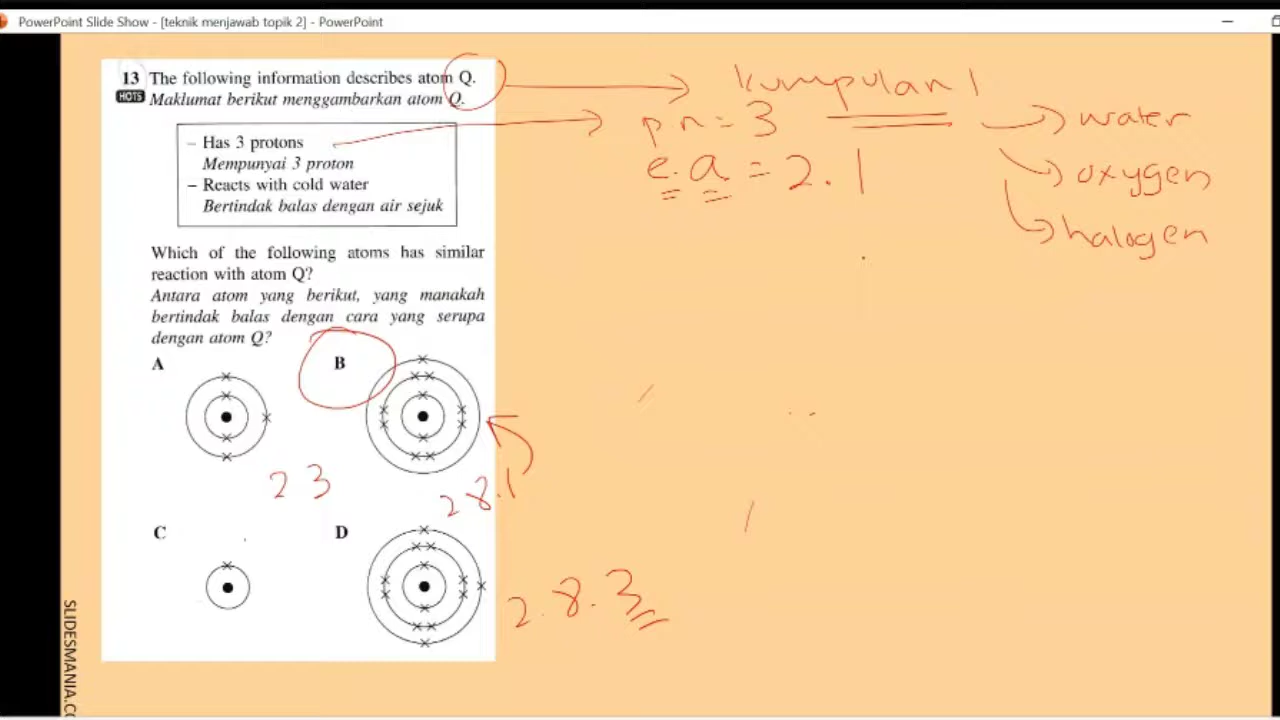 PowerPoint Slide Show - [teknik menjawab topik 2] - PowerPoint
13 The following information describes atom Q.
HOTS Maklumat berikut menggambarkan atom Q.
– Has 3 protons
Mempunyai 3 proton
– Reacts with cold water
Bertindak balas dengan air sejuk
Which of the following atoms has similar
reaction with atom Q?
Antara atom yang berikut, yang manakah
bertindak balas dengan cara yang serupa
dengan atom Q?
A
B
2 3
2 8.1
C
D
2.8.3
kumpulan 1
pn = 3
e.a = 2.1
water
oxygen
halogen
SLIDESMANIA.CO